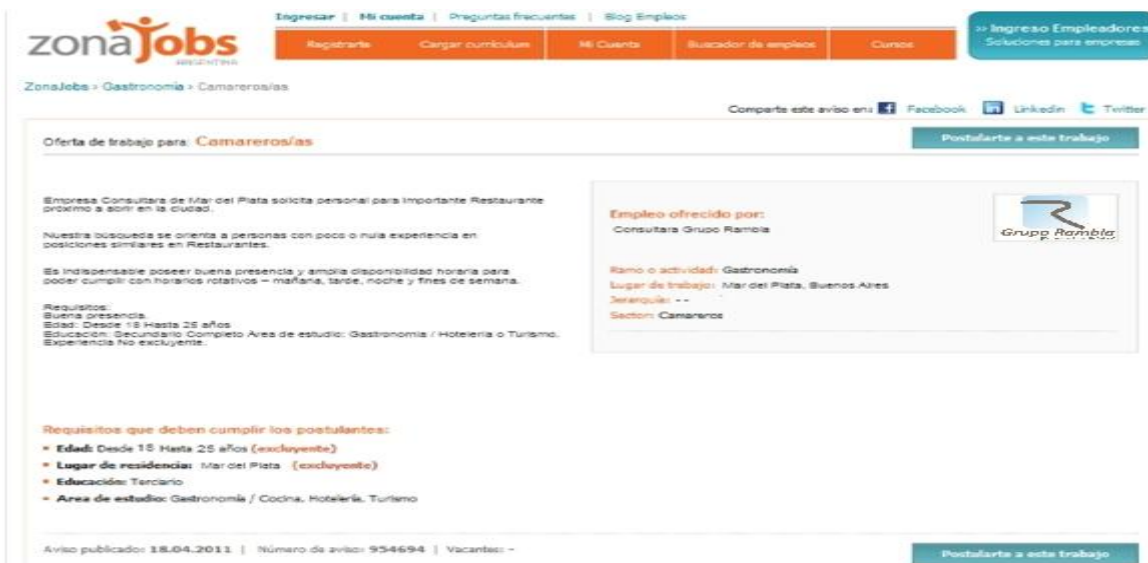 Ingresar | Mi cuenta | Preguntas frecuentes | Blog Empleos
zonajobs
ARGENTINA
Registrarte Cargar curriculum Mi Cuenta Buscador de empleos Cursos
» Ingreso Empleadores
Soluciones para empresas
ZonaJobs » Gastronomía » Camareros/as
Comparte este aviso en: Facebook Linkedin Twitter
Oferta de trabajo para: Camareros/as
Postularte a este trabajo
Empresa Consultara de Mar del Plata solicita personal para Importante Restaurante
próximo a abrir en la ciudad.
Nuestra búsqueda se orienta a personas con poco o nula experiencia en
posiciones similares en Restaurantes.
Es indispensable poseer buena presencia y amplia disponibilidad horaria para
poder cumplir con horarios rotativos – mañana, tarde, noche y fines de semana.
Requisitos:
Buena presencia.
Edad: Desde 18 Hasta 25 años
Educación: Secundario Completo Area de estudio: Gastronomía / Hotelería o Turismo.
Experiencia No excluyente.
Empleo ofrecido por:
Consultara Grupo Rambla
R
Grupo Rambla
Ramo o actividad: Gastronomía
Lugar de trabajo: Mar del Plata, Buenos Aires
Jerarquía: - -
Sector: Camareros
Requisitos que deben cumplir los postulantes:
Edad: Desde 18 Hasta 25 años (excluyente)
Lugar de residencia: Mar del Plata (excluyente)
Educación: Terciario
Area de estudio: Gastronomía / Cocina, Hotelería, Turismo
Aviso publicado: 18.04.2011 | Número de aviso: 954694 | Vacantes: -
Postularte a este trabajo